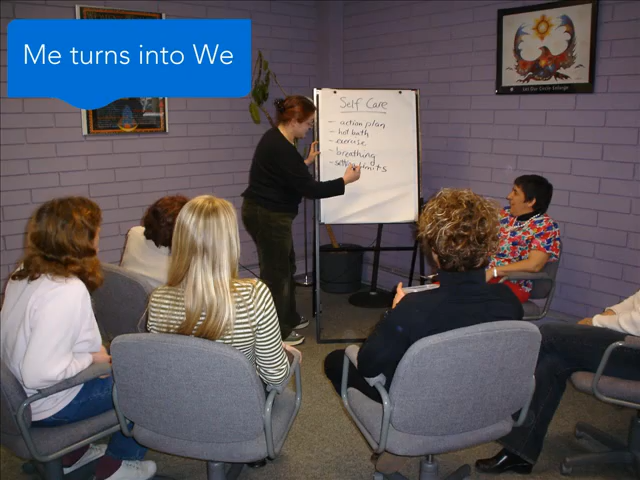 Me turns into We
Self Care
- action plan
- hot bath
- exercise
- breathing
- setting limits